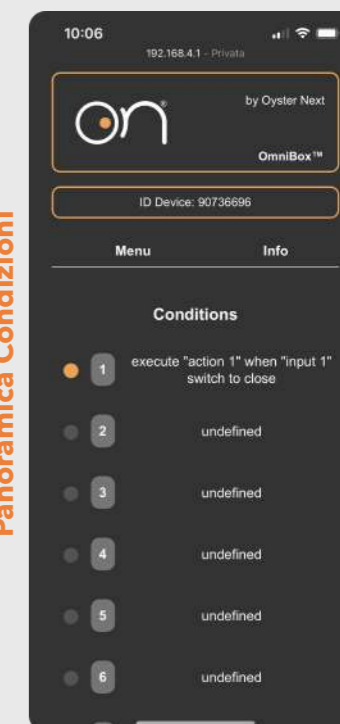 Panoramica Condizioni
10:06
192.168.4.1 – Privata
on®
by Oyster Next
OmniBox™
ID Device: 90736696
Menu
Info
Conditions
1
execute "action 1" when "input 1"
switch to close
2
undefined
3
undefined
4
undefined
5
undefined
6
undefined